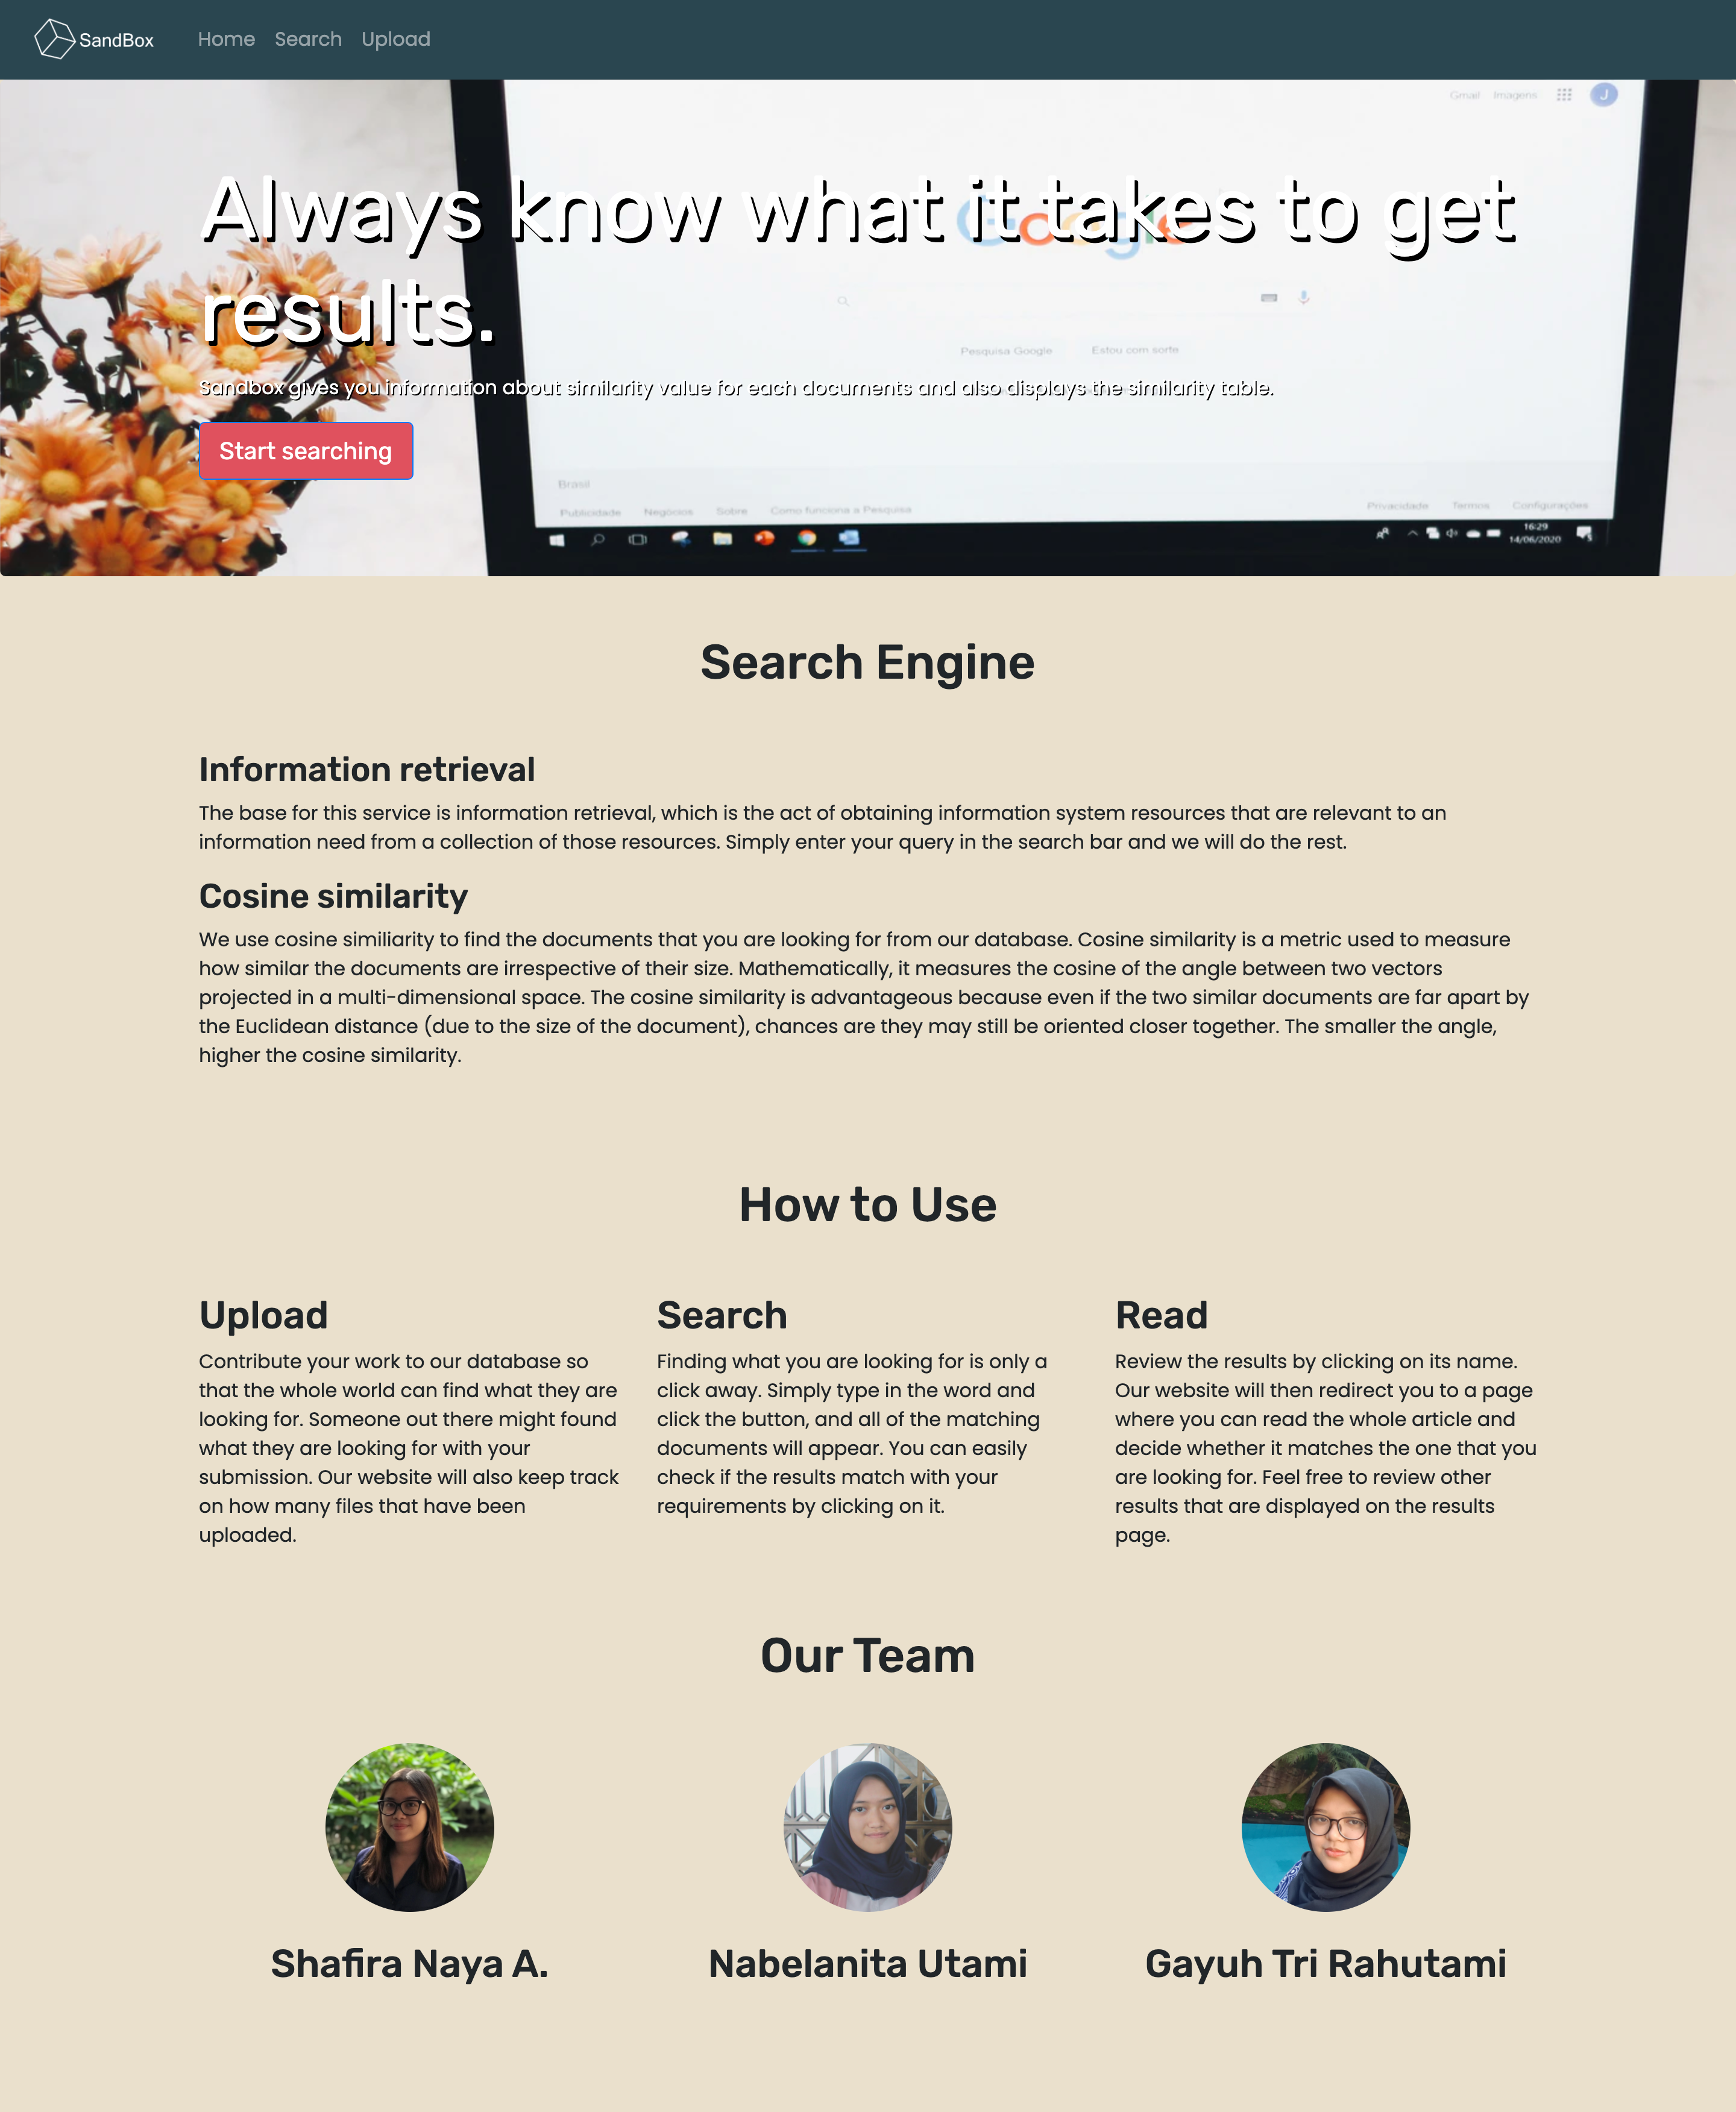 SandBox
Home Search Upload
Gmail Imagens J
Always know what it takes to get
Google
results.
Pesquisa Google Estou com sorte
Sandbox gives you information about similarity value for each documents and also displays the similarity table.
Start searching
Brasil
Publicidade Negócios Sobre Como funciona a Pesquisa Privacidade Termos Configurações
16:29
14/06/2020
Search Engine
Information retrieval
The base for this service is information retrieval, which is the act of obtaining information system resources that are relevant to an
information need from a collection of those resources. Simply enter your query in the search bar and we will do the rest.
Cosine similarity
We use cosine similiarity to find the documents that you are looking for from our database. Cosine similarity is a metric used to measure
how similar the documents are irrespective of their size. Mathematically, it measures the cosine of the angle between two vectors
projected in a multi-dimensional space. The cosine similarity is advantageous because even if the two similar documents are far apart by
the Euclidean distance (due to the size of the document), chances are they may still be oriented closer together. The smaller the angle,
higher the cosine similarity.
How to Use
Upload
Contribute your work to our database so
that the whole world can find what they are
looking for. Someone out there might found
what they are looking for with your
submission. Our website will also keep track
on how many files that have been
uploaded.
Search
Finding what you are looking for is only a
click away. Simply type in the word and
click the button, and all of the matching
documents will appear. You can easily
check if the results match with your
requirements by clicking on it.
Read
Review the results by clicking on its name.
Our website will then redirect you to a page
where you can read the whole article and
decide whether it matches the one that you
are looking for. Feel free to review other
results that are displayed on the results
page.
Our Team
Shafira Naya A.
Nabelanita Utami
Gayuh Tri Rahutami